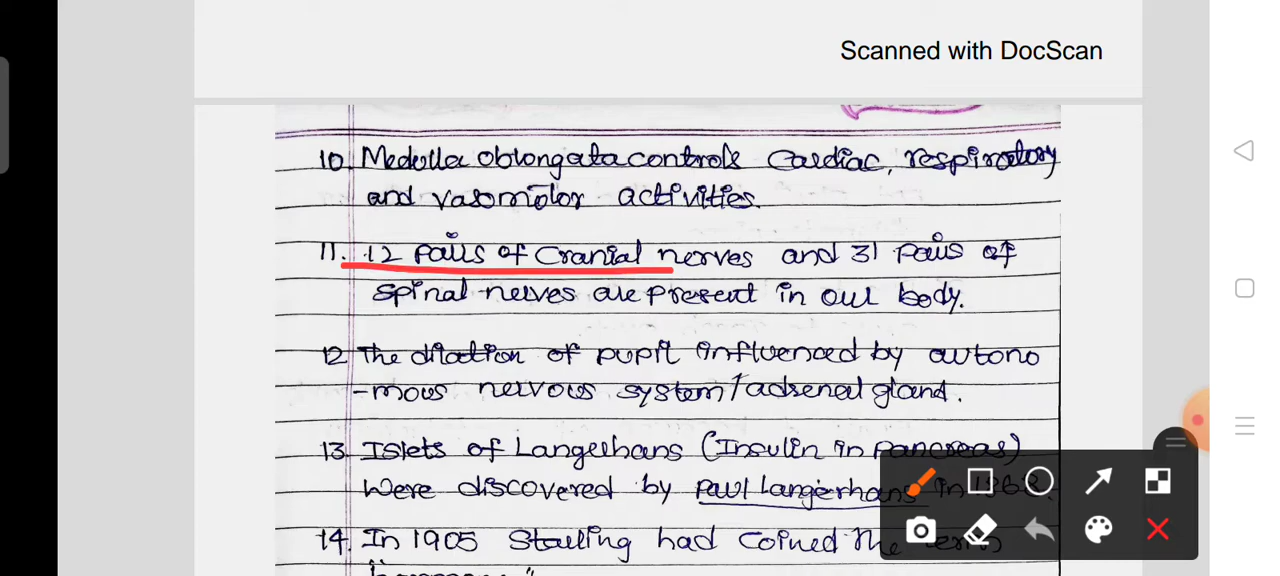 Scanned with DocScan
10. Medulla oblongata controls Cardiac, respiratory
and vasomotor activities.
11. 12 Pairs of Cranial nerves and 31 Pairs of
Spinal nerves are present in our body.
12 The dilation of pupil influenced by autono
-mous nervous system/adrenal gland.
13. Islets of Langerhans (Insulin in Pancreas)
Were discovered by Paul Langerhans in
14. In 1905 Starling had coined The term